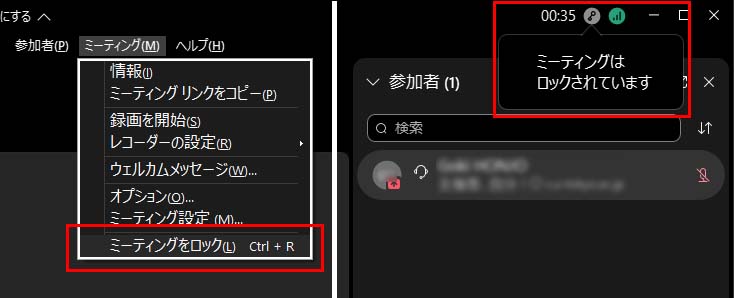 にする
参加者(P) ミーティング(M) ヘルプ(H)
情報(I)
ミーティング リンクをコピー(P)
録画を開始(S)
レコーダーの設定(R)
ウェルカムメッセージ(W)...
オプション(O)...
ミーティング設定 (M)...
ミーティングをロック(L) Ctrl + R
00:35
ミーティングは
ロックされています
参加者 (1)
検索